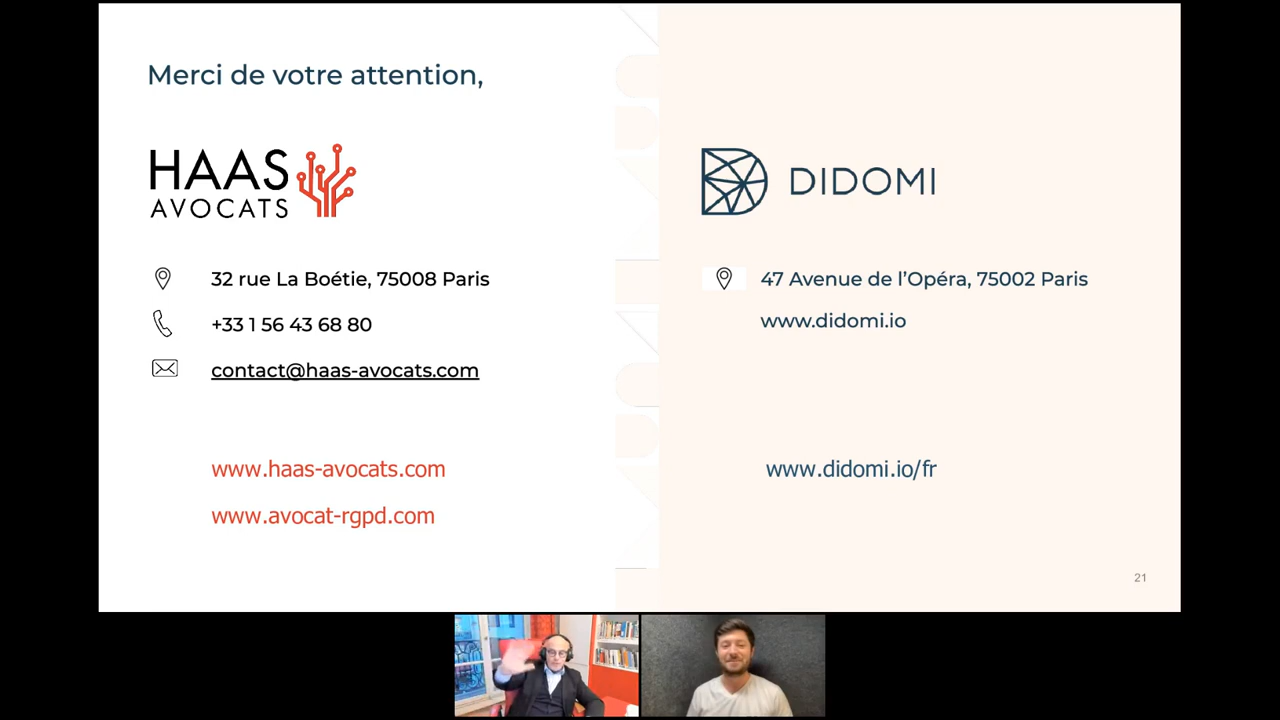 Merci de votre attention,
HAAS
AVOCATS
32 rue La Boétie, 75008 Paris
+33 1 56 43 68 80
contact@haas-avocats.com
www.haas-avocats.com
www.avocat-rgpd.com
DIDOMI
47 Avenue de l’Opéra, 75002 Paris
www.didomi.io
www.didomi.io/fr
21